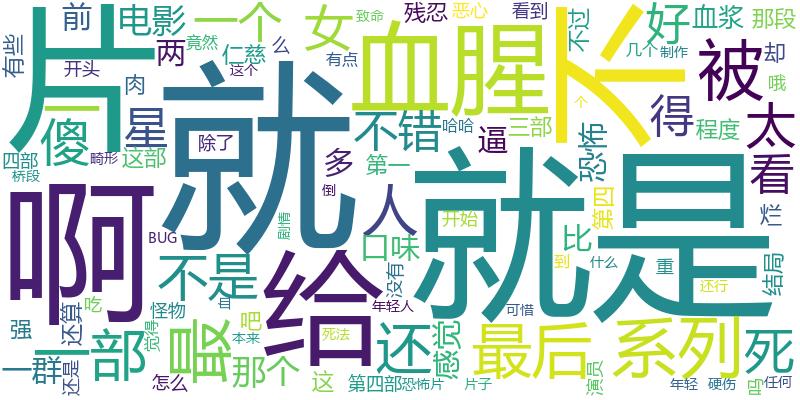 片
就
啊
就是
不
血腥
给
系列
最后
最
一部
人
还
被
太
看
死
得
好
女
一个
电影
前
有些
傻
一
星
不错
不是
那个
感觉
恐怖
逼
多
两
仁慈
竟然
开头
肉
么
这个
有点
致命
残忍
恶心
看到
不过
几个
制作
血浆
那段
却
哦
程度
个
哈哈
三部
第一
除了
四部
畸形
这部
桥段
倒
剧情
开始
口味
没有
年轻人
BUG
怪物
血
吧
觉得
本来
吃
还算
强
一群
还是
怎么
这
死法
第四部
恐怖片
片子
可惜
到
什么
比
第四
重
还行
结局
烂
吗
任何
硬伤
年轻
演员